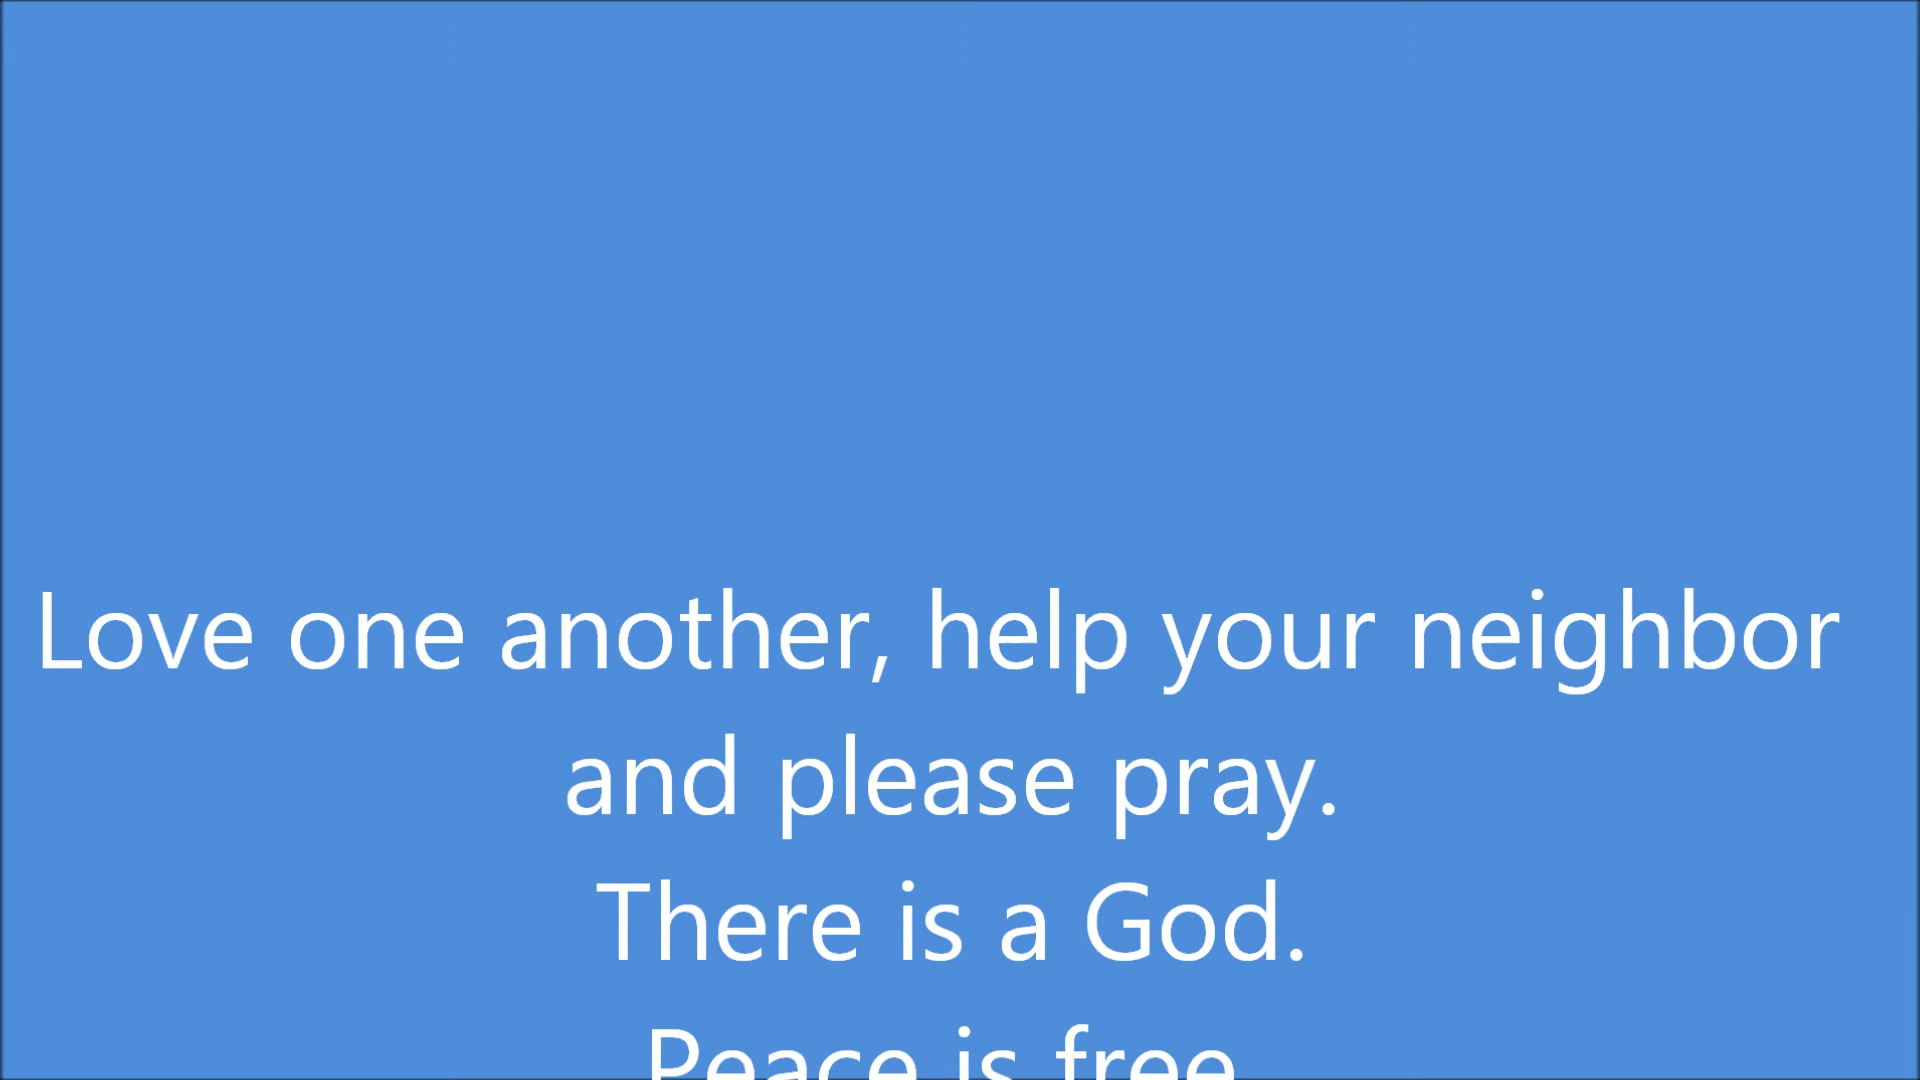 Love one another, help your neighbor
and please pray.
There is a God.
Peace is free